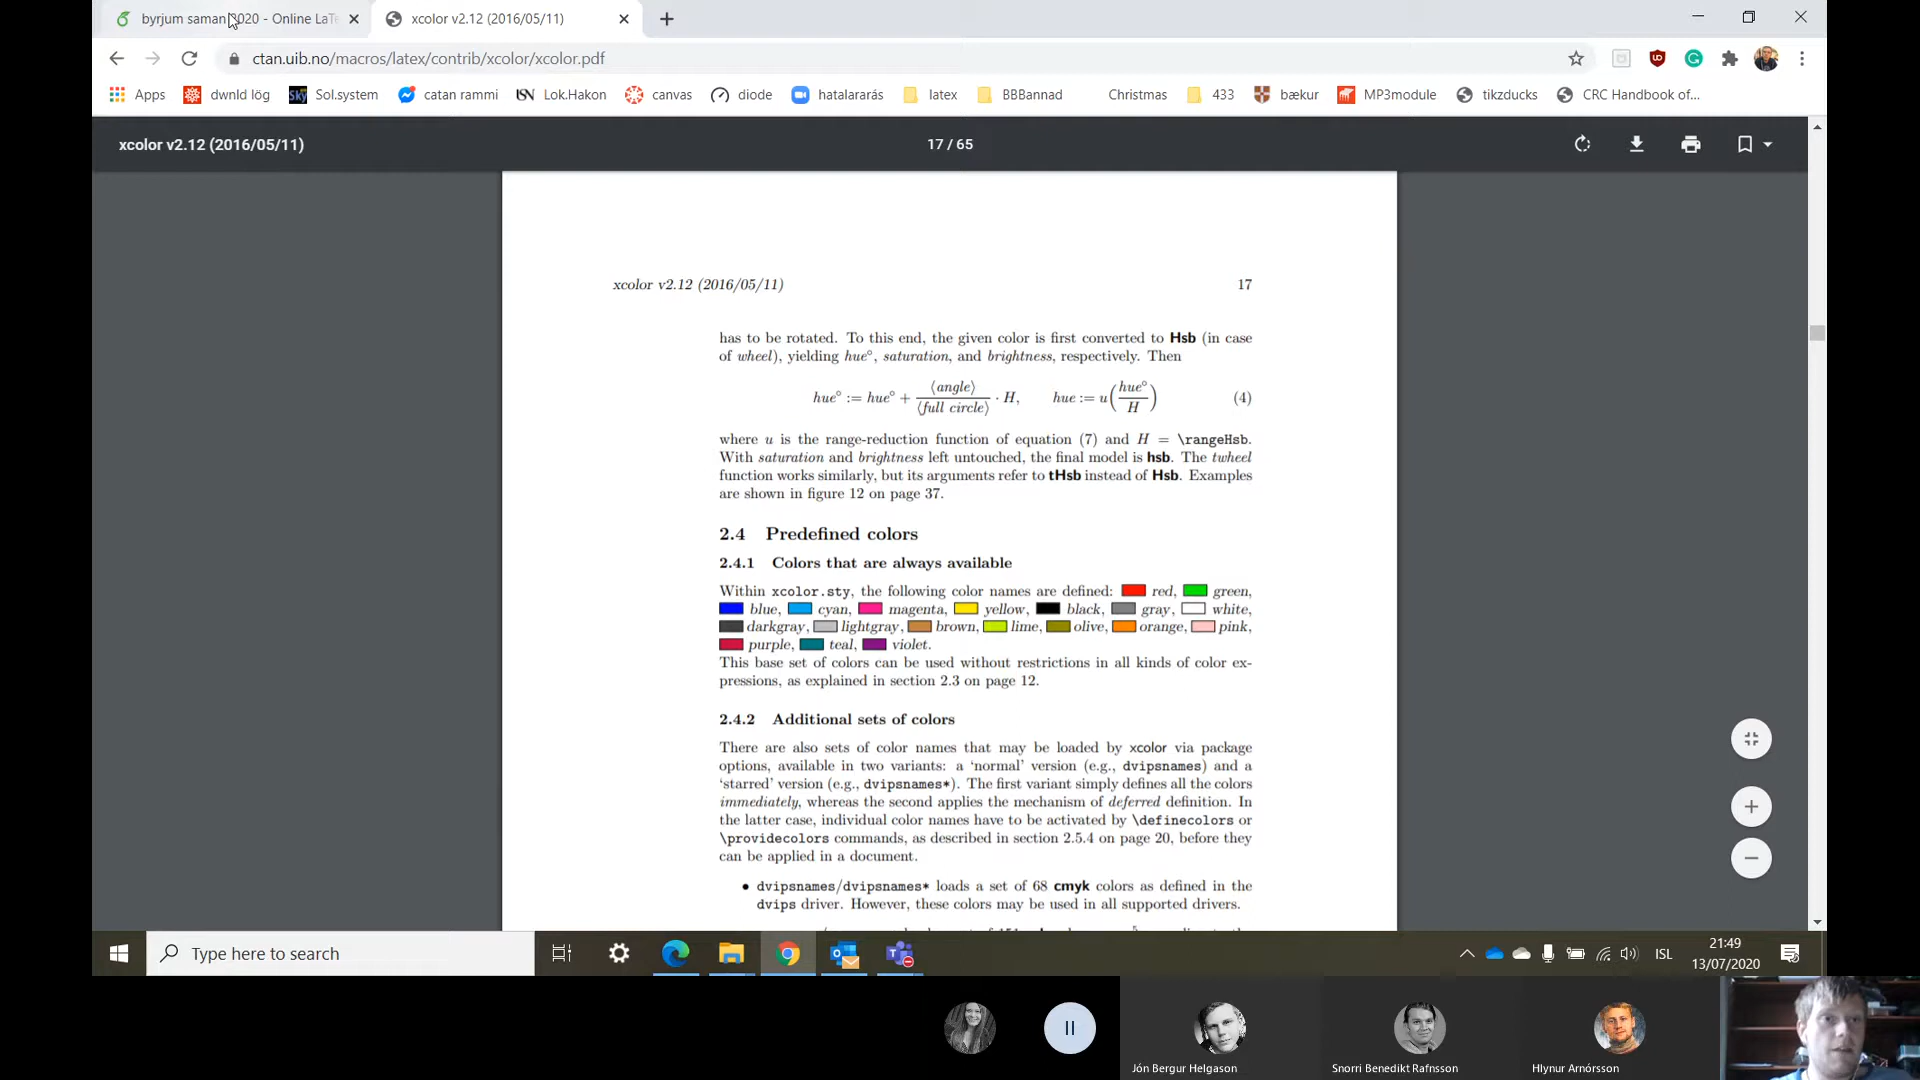 byrjum saman 2020 - Online LaTe
xcolor v2.12 (2016/05/11)
ctan.uib.no/macros/latex/contrib/xcolor/xcolor.pdf
Apps dwnld lög Sol.system catan rammi Lok.Hakon canvas diode hatalararás latex BBBannad Christmas 433 bækur MP3module tikzducks CRC Handbook of...
xcolor v2.12 (2016/05/11)
17 / 65
xcolor v2.12 (2016/05/11) 17
has to be rotated. To this end, the given color is first converted to Hsb (in case
of wheel), yielding hue°, saturation, and brightness, respectively. Then
hue° := hue° + ⟨angle⟩/⟨full circle⟩ · H, hue := u(hue°/H) (4)
where u is the range-reduction function of equation (7) and H = \rangeHsb.
With saturation and brightness left untouched, the final model is hsb. The twheel
function works similarly, but its arguments refer to tHsb instead of Hsb. Examples
are shown in figure 12 on page 37.
2.4 Predefined colors
2.4.1 Colors that are always available
Within xcolor.sty, the following color names are defined: red, green,
blue, cyan, magenta, yellow, black, gray, white,
darkgray, lightgray, brown, lime, olive, orange, pink,
purple, teal, violet.
This base set of colors can be used without restrictions in all kinds of color ex-
pressions, as explained in section 2.3 on page 12.
2.4.2 Additional sets of colors
There are also sets of color names that may be loaded by xcolor via package
options, available in two variants: a ‘normal’ version (e.g., dvipsnames) and a
‘starred’ version (e.g., dvipsnames*). The first variant simply defines all the colors
immediately, whereas the second applies the mechanism of deferred definition. In
the latter case, individual color names have to be activated by \definecolors or
\providecolors commands, as described in section 2.5.4 on page 20, before they
can be applied in a document.
• dvipsnames/dvipsnames* loads a set of 68 cmyk colors as defined in the
dvips driver. However, these colors may be used in all supported drivers.
Type here to search
ISL
21:49
13/07/2020
Jón Bergur Helgason
Snorri Benedikt Rafnsson
Hlynur Arnórsson